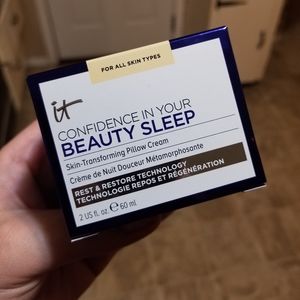 FOR ALL SKIN TYPES
it
CONFIDENCE IN YOUR
BEAUTY SLEEP
Skin-Transforming Pillow Cream
Crème de Nuit Douceur Métamorphosante
REST & RESTORE TECHNOLOGY
TECHNOLOGIE REPOS ET RÉGÉNÉRATION
2 US fl. oz. e 60 ml